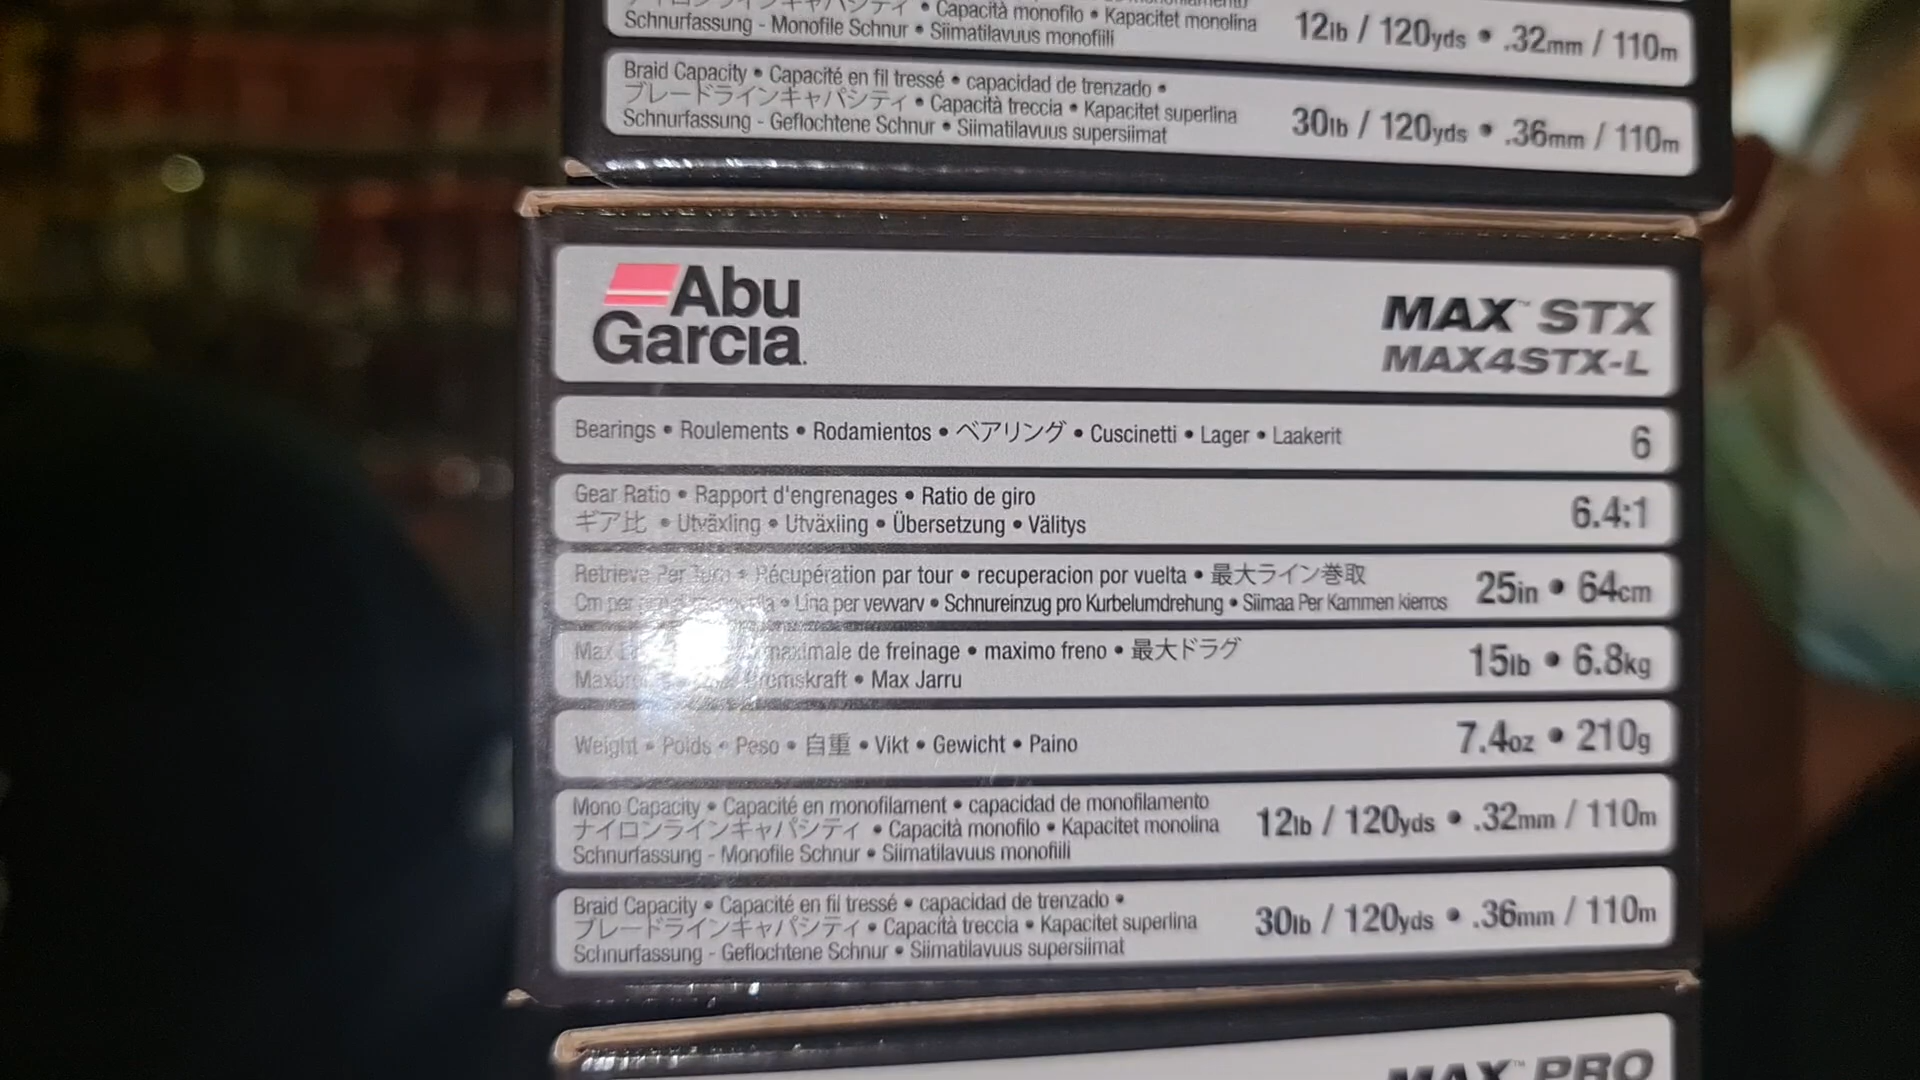 Capacità monofilo • Kapacitet monolina
Schnurfassung - Monofile Schnur • Siimatilavuus monofiili
12lb / 120yds • .32mm / 110m
Braid Capacity • Capacité en fil tressé • capacidad de trenzado •
ブレードラインキャパシティ • Capacità treccia • Kapacitet superlina
Schnurfassung - Geflochtene Schnur • Siimatilavuus supersiimat
30lb / 120yds • .36mm / 110m
Abu
Garcia
MAX™ STX
MAX4STX-L
Bearings • Roulements • Rodamientos • ベアリング • Cuscinetti • Lager • Laakerit
6
Gear Ratio • Rapport d'engrenages • Ratio de giro
ギア比 • Utväxling • Utväxling • Übersetzung • Välitys
6.4:1
Retrieve Per Turn • Récupération par tour • recuperacion por vuelta • 最大ライン巻取
Cm per • Lina per vevvarv • Schnureinzug pro Kurbelumdrehung • Siimaa Per Kammen kierros
25in • 64cm
Max maximale de freinage • maximo freno • 最大ドラグ
Bremskraft • Max Jarru
15lb • 6.8kg
Weight • Poids • Peso • 自重 • Vikt • Gewicht • Paino
7.4oz • 210g
Mono Capacity • Capacité en monofilament • capacidad de monofilamento
ナイロンラインキャパシティ • Capacità monofilo • Kapacitet monolina
Schnurfassung - Monofile Schnur • Siimatilavuus monofiili
12lb / 120yds • .32mm / 110m
Braid Capacity • Capacité en fil tressé • capacidad de trenzado •
ブレードラインキャパシティ • Capacità treccia • Kapacitet superlina
Schnurfassung - Geflochtene Schnur • Siimatilavuus supersiimat
30lb / 120yds • .36mm / 110m
MAX™ PRO